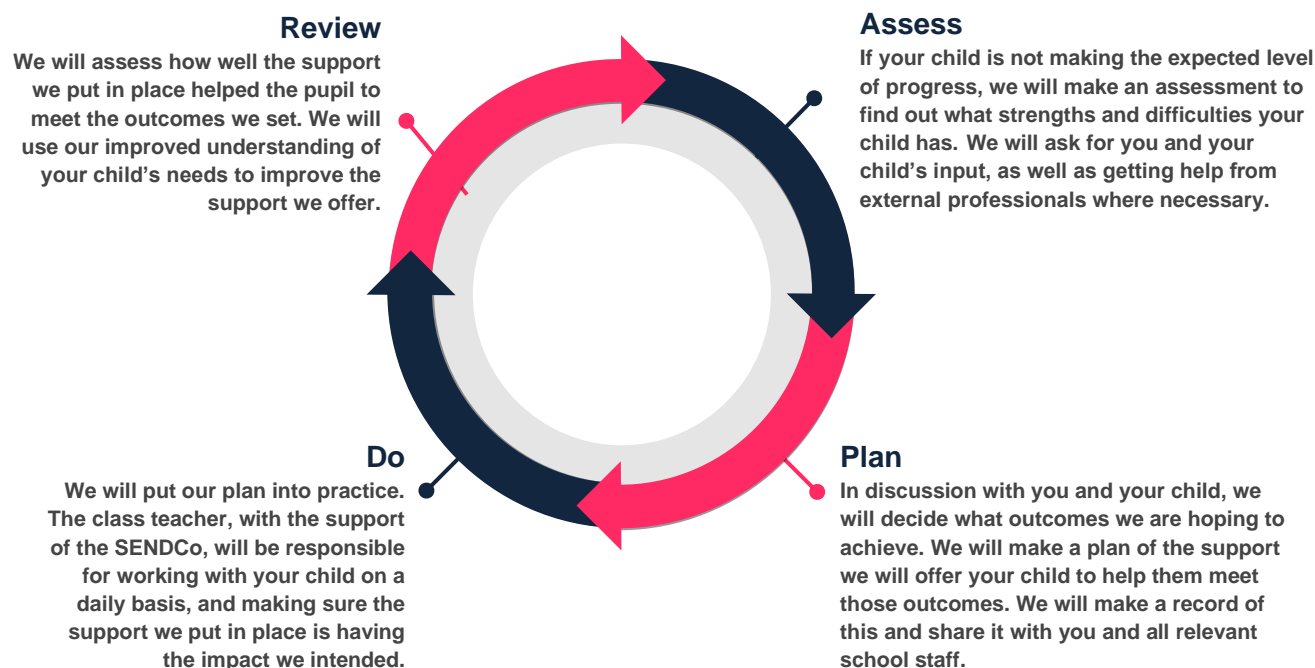 Review
We will assess how well the support
we put in place helped the pupil to
meet the outcomes we set. We will
use our improved understanding of
your child’s needs to improve the
support we offer.
Assess
If your child is not making the expected level
of progress, we will make an assessment to
find out what strengths and difficulties your
child has. We will ask for you and your
child’s input, as well as getting help from
external professionals where necessary.
Do
We will put our plan into practice.
The class teacher, with the support
of the SENDCo, will be responsible
for working with your child on a
daily basis, and making sure the
support we put in place is having
the impact we intended.
Plan
In discussion with you and your child, we
will decide what outcomes we are hoping to
achieve. We will make a plan of the support
we will offer your child to help them meet
those outcomes. We will make a record of
this and share it with you and all relevant
school staff.